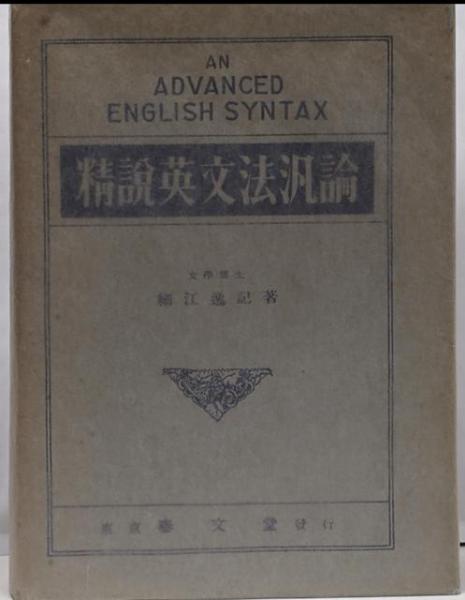 AN
ADVANCED
ENGLISH SYNTAX
精說英文法汎論
文學博士
細江逸記著
東京 泰文堂 發行